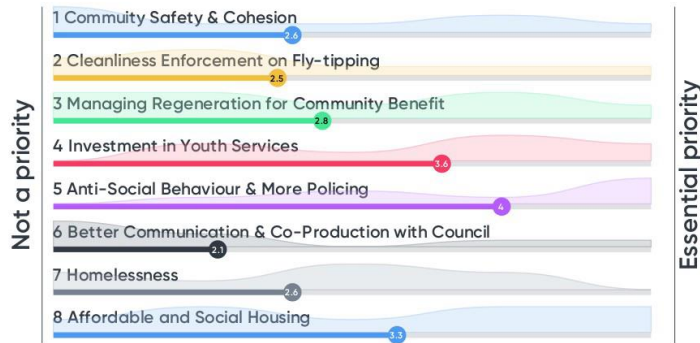 1 Commuity Safety & Cohesion
2.6
2 Cleanliness Enforcement on Fly-tipping
2.5
3 Managing Regeneration for Community Benefit
2.8
4 Investment in Youth Services
3.6
5 Anti-Social Behaviour & More Policing
4
6 Better Communication & Co-Production with Council
2.1
7 Homelessness
2.6
8 Affordable and Social Housing
3.3
Not a priority
Essential priority